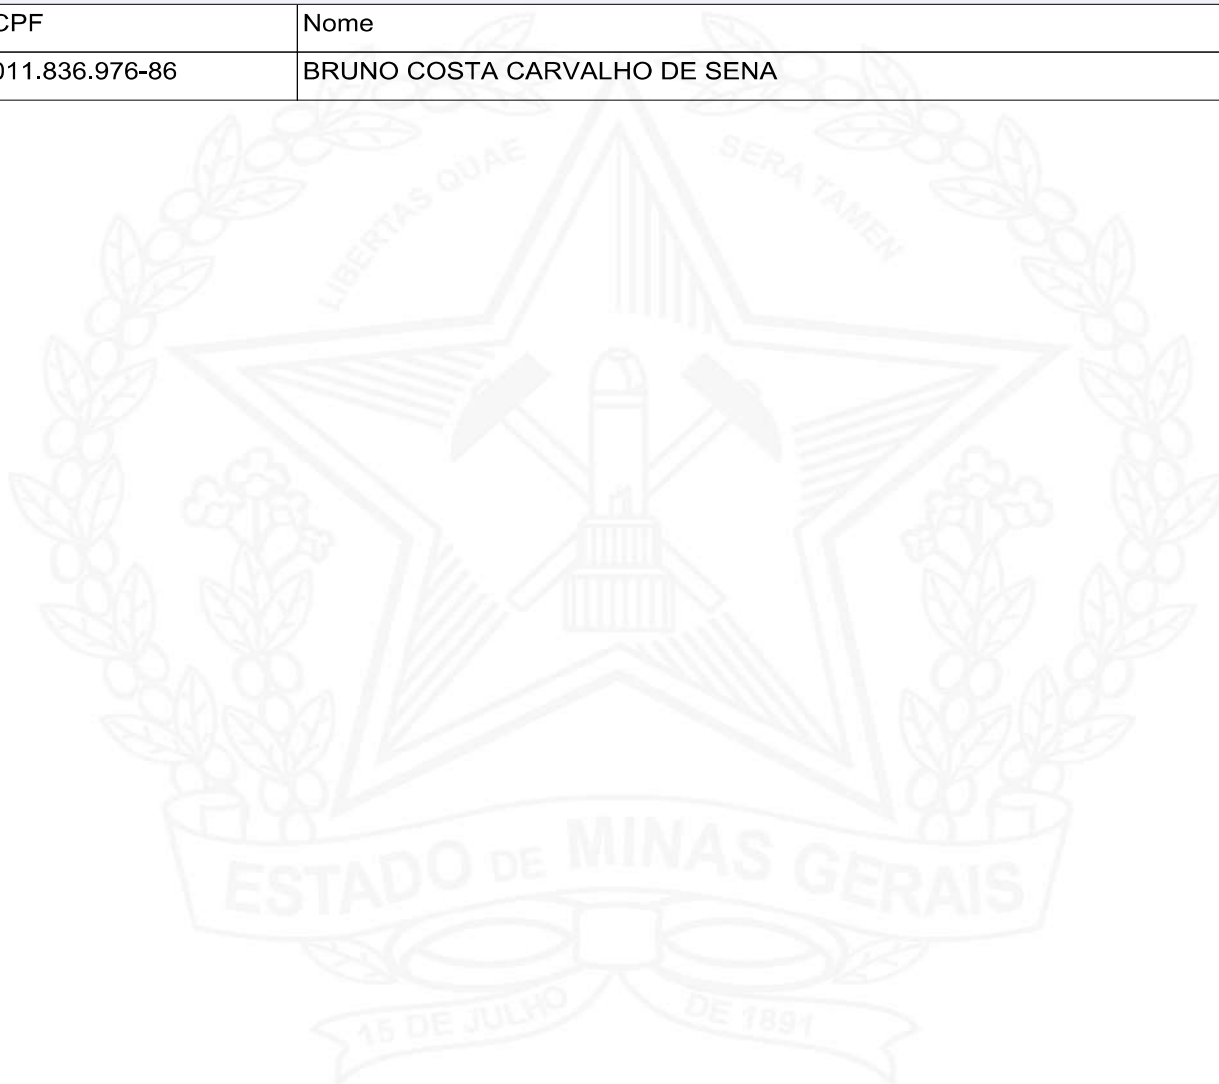 CPF Nome
011.836.976-86 BRUNO COSTA CARVALHO DE SENA
LIBERTAS QUAE SERA TAMEN
ESTADO DE MINAS GERAIS
15 DE JULHO DE 1891